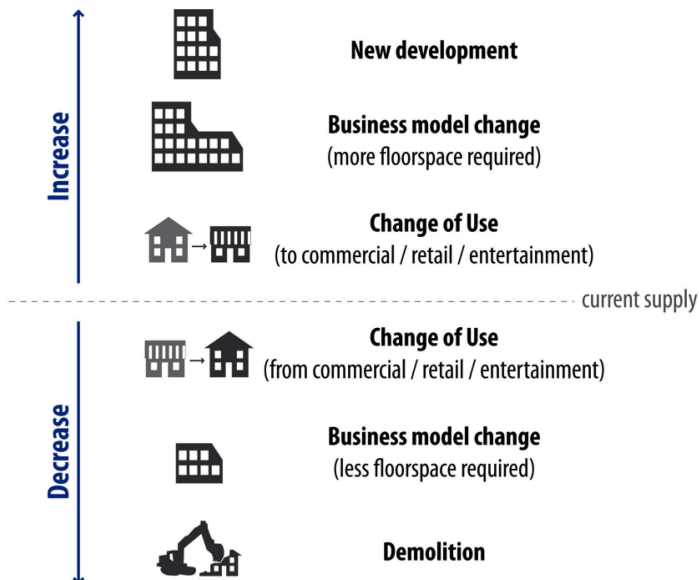 Increase
New development
Business model change
(more floorspace required)
Change of Use
(to commercial / retail / entertainment)
current supply
Decrease
Change of Use
(from commercial / retail / entertainment)
Business model change
(less floorspace required)
Demolition